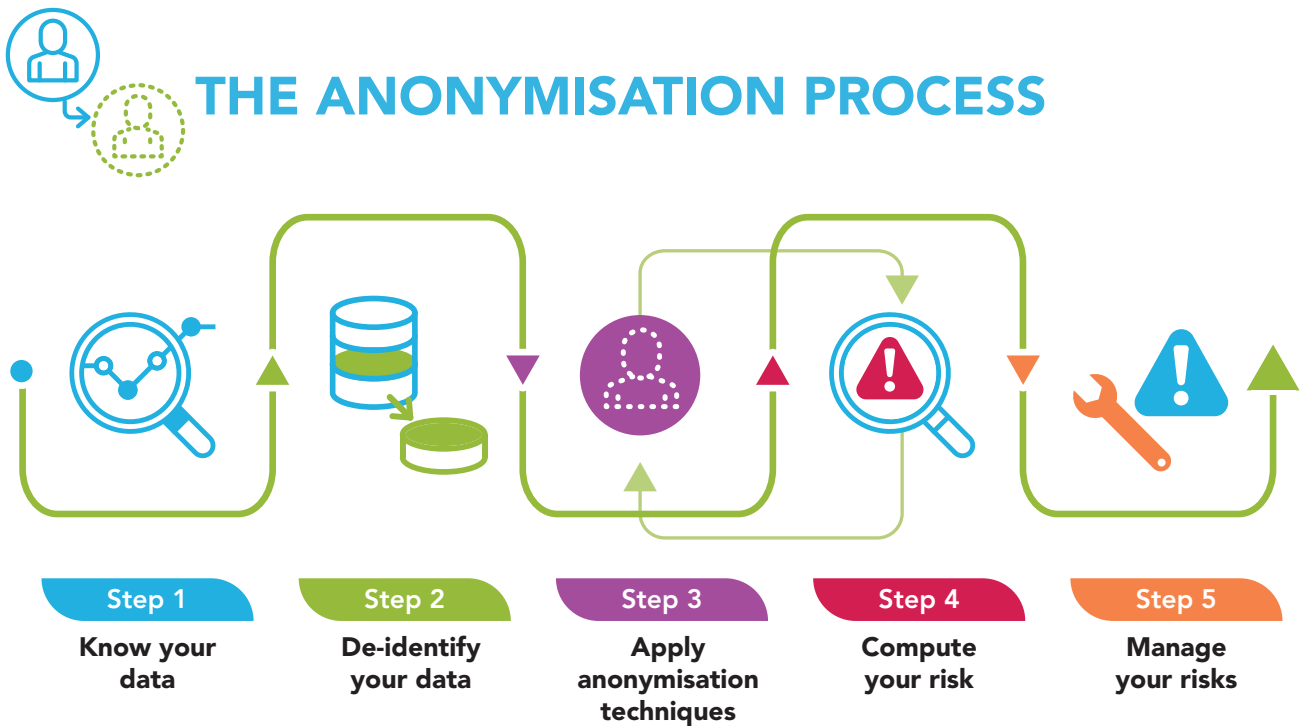 THE ANONYMISATION PROCESS
Step 1
Know your
data
Step 2
De-identify
your data
Step 3
Apply
anonymisation
techniques
Step 4
Compute
your risk
Step 5
Manage
your risks